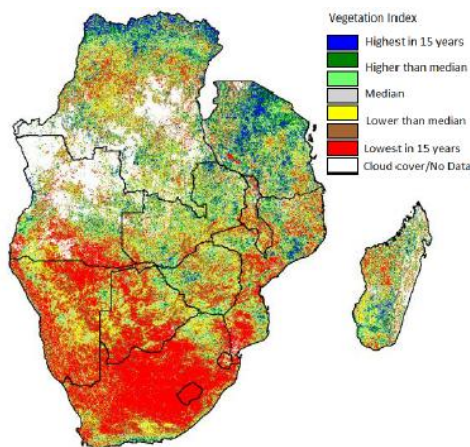 Vegetation Index
Highest in 15 years
Higher than median
Median
Lower than median
Lowest in 15 years
Cloud cover/No Data